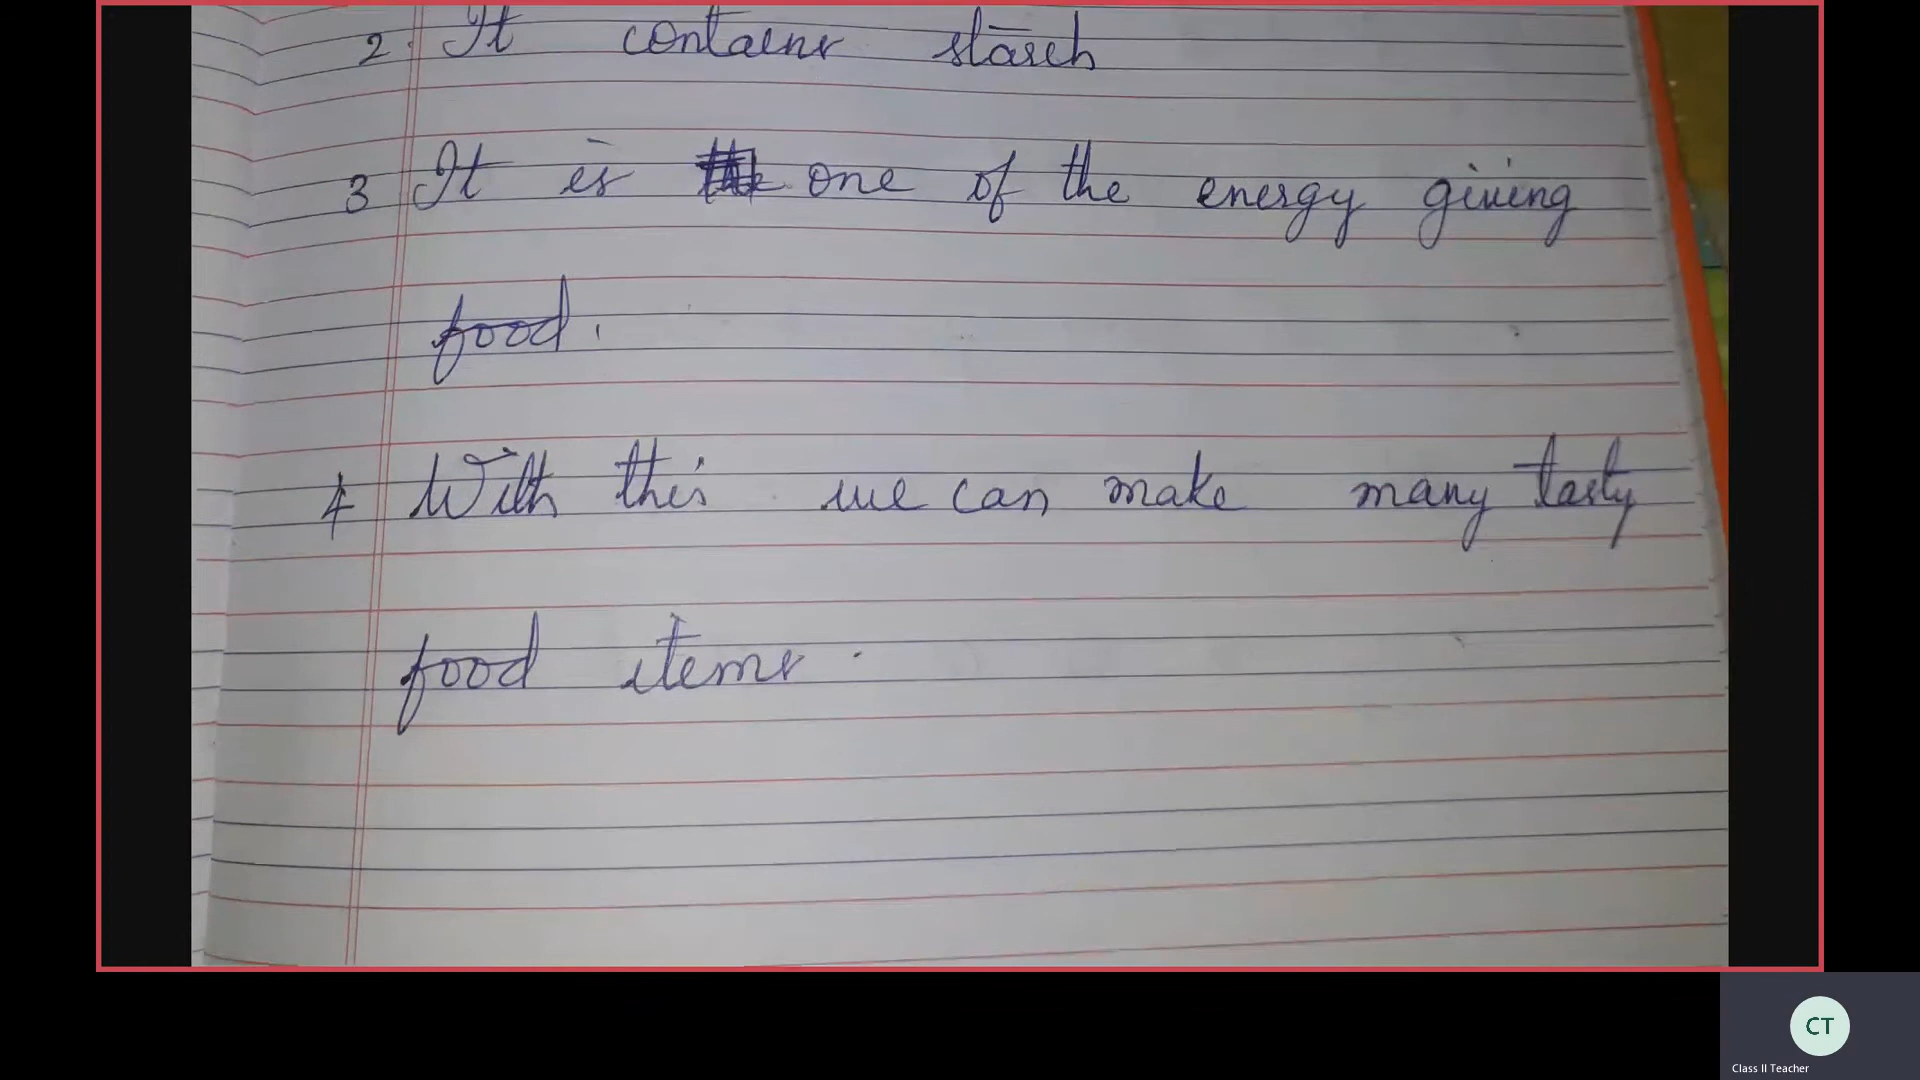 2. It contains starch
3 It is one of the energy giving
food.
4 With this we can make many tasty
food items.
CT
Class II Teacher